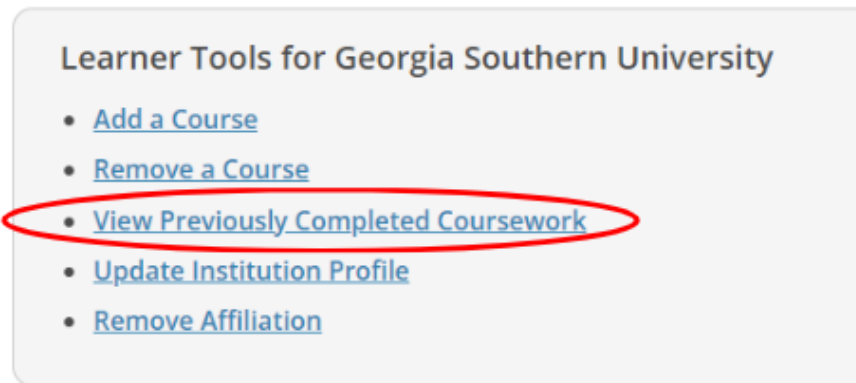 Learner Tools for Georgia Southern University
• Add a Course
• Remove a Course
• View Previously Completed Coursework
• Update Institution Profile
• Remove Affiliation